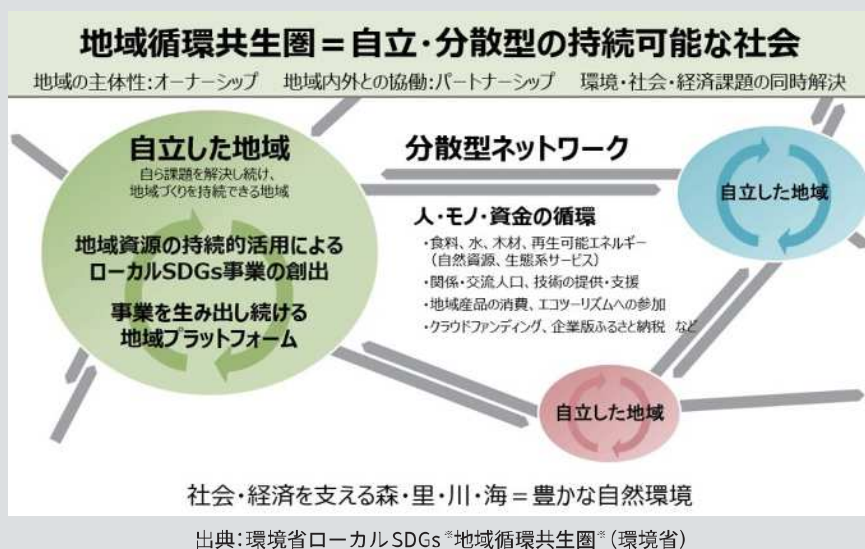 地域循環共生圏＝自立・分散型の持続可能な社会
地域の主体性:オーナーシップ　地域内外との協働:パートナーシップ　環境・社会・経済課題の同時解決
自立した地域
自ら課題を解決し続け、
地域づくりを持続できる地域
地域資源の持続的活用による
ローカルSDGs事業の創出
事業を生み出し続ける
地域プラットフォーム
分散型ネットワーク
人・モノ・資金の循環
・食料、水、木材、再生可能エネルギー
（自然資源、生態系サービス）
・関係・交流人口、技術の提供・支援
・地域産品の消費、エコツーリズムへの参加
・クラウドファンディング、企業版ふるさと納税 など
自立した地域
自立した地域
社会・経済を支える森・里・川・海＝豊かな自然環境
出典：環境省ローカルSDGs※地域循環共生圏※（環境省）